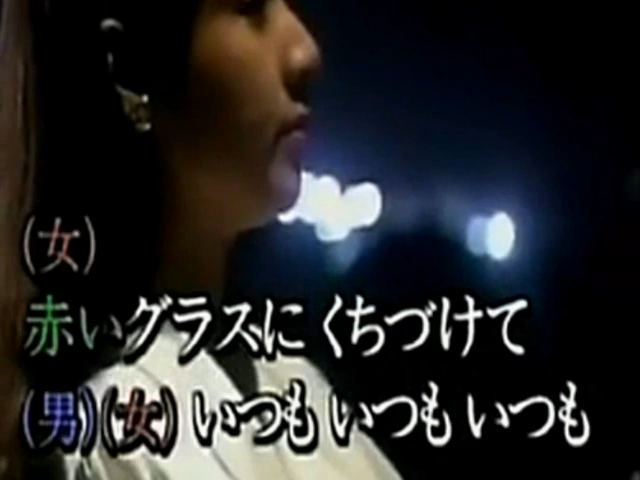 (女)
赤いグラスに くちづけて
(男)(女) いつも いつも いつも